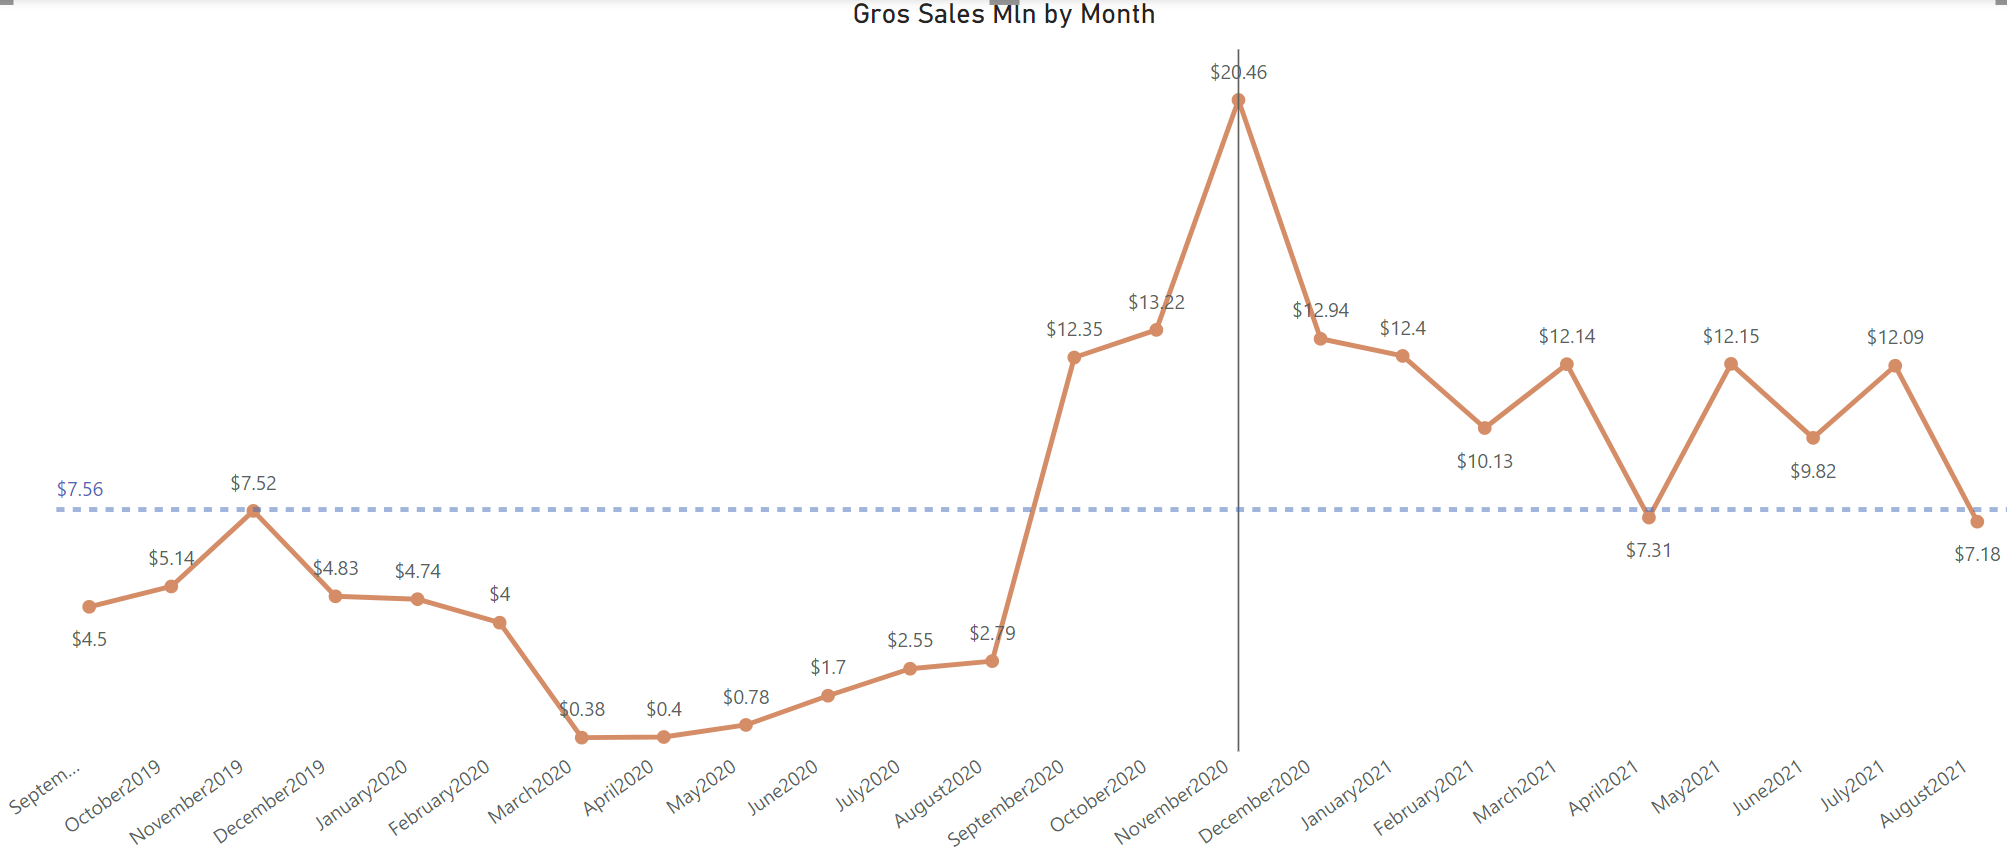 Gros Sales Mln by Month
$20.46
$13.22
$12.94
$12.35
$12.4
$12.14
$12.15
$12.09
$10.13
$9.82
$7.56
$7.52
$7.31
$7.18
$5.14
$4.83
$4.74
$4
$4.5
$2.79
$2.55
$1.7
$0.78
$0.38
$0.4
Septem...
October2019
November2019
December2019
January2020
February2020
March2020
April2020
May2020
June2020
July2020
August2020
September2020
October2020
November2020
December2020
January2021
February2021
March2021
April2021
May2021
June2021
July2021
August2021